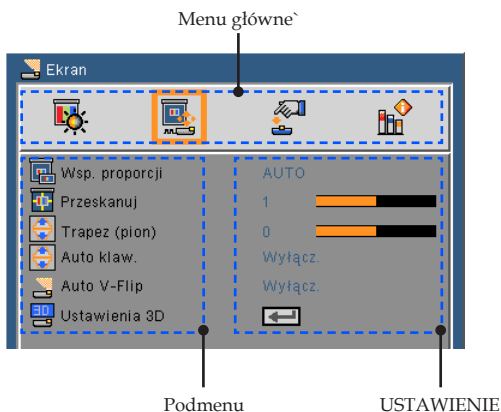 Menu główne`
Ekran
Wsp. proporcji AUTO
Przeskanuj 1
Trapez (pion) 0
Auto klaw. Wyłącz.
Auto V-Flip Wyłącz.
3D Ustawienia 3D
Podmenu USTAWIENIE